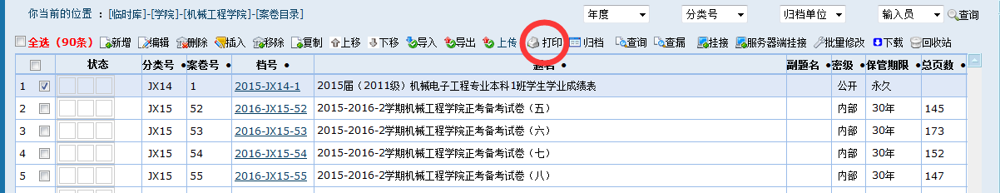 你当前的位置 ：[临时库]-[学院]-[机械工程学院]-[案卷目录] 年度 分类号 归档单位 输入员 查询
全选（90条） 新增 编辑 删除 插入 移除 复制 上移 下移 导入 导出 上传 打印 归档 查询 查漏 挂接 服务器端挂接 批量修改 下载 回收站
状态 分类号 案卷号 档号 题名 副题名 密级 保管期限 总页数
1 JX14 1 2015-JX14-1 2015届（2011级）机械电子工程专业本科1班学生学业成绩表 公开 永久
2 JX15 52 2016-JX15-52 2015-2016-2学期机械工程学院正考备考试卷（五） 内部 30年 145
3 JX15 53 2016-JX15-53 2015-2016-2学期机械工程学院正考备考试卷（六） 内部 30年 173
4 JX15 54 2016-JX15-54 2015-2016-2学期机械工程学院正考备考试卷（七） 内部 30年 152
5 JX15 55 2016-JX15-55 2015-2016-2学期机械工程学院正考备考试卷（八） 内部 30年 147